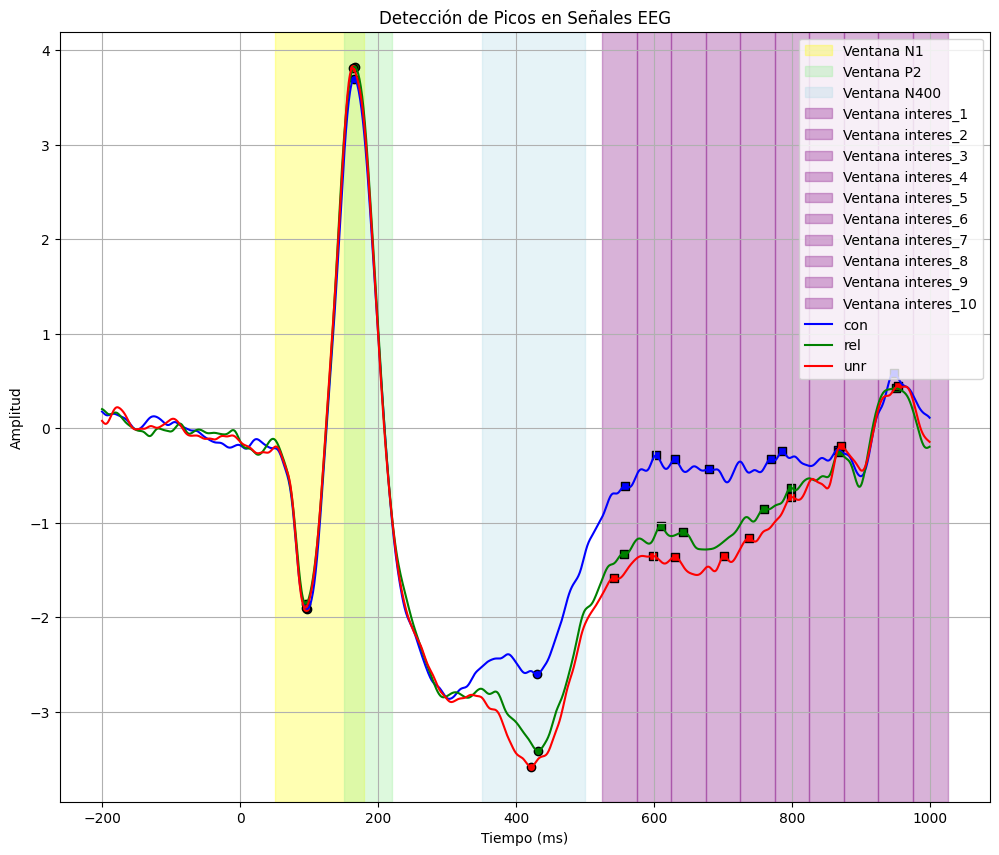 Detección de Picos en Señales EEG
Amplitud
4
3
2
1
0
−1
−2
−3
−200
0
200
400
600
800
1000
Tiempo (ms)
Ventana N1
Ventana P2
Ventana N400
Ventana interes_1
Ventana interes_2
Ventana interes_3
Ventana interes_4
Ventana interes_5
Ventana interes_6
Ventana interes_7
Ventana interes_8
Ventana interes_9
Ventana interes_10
con
rel
unr